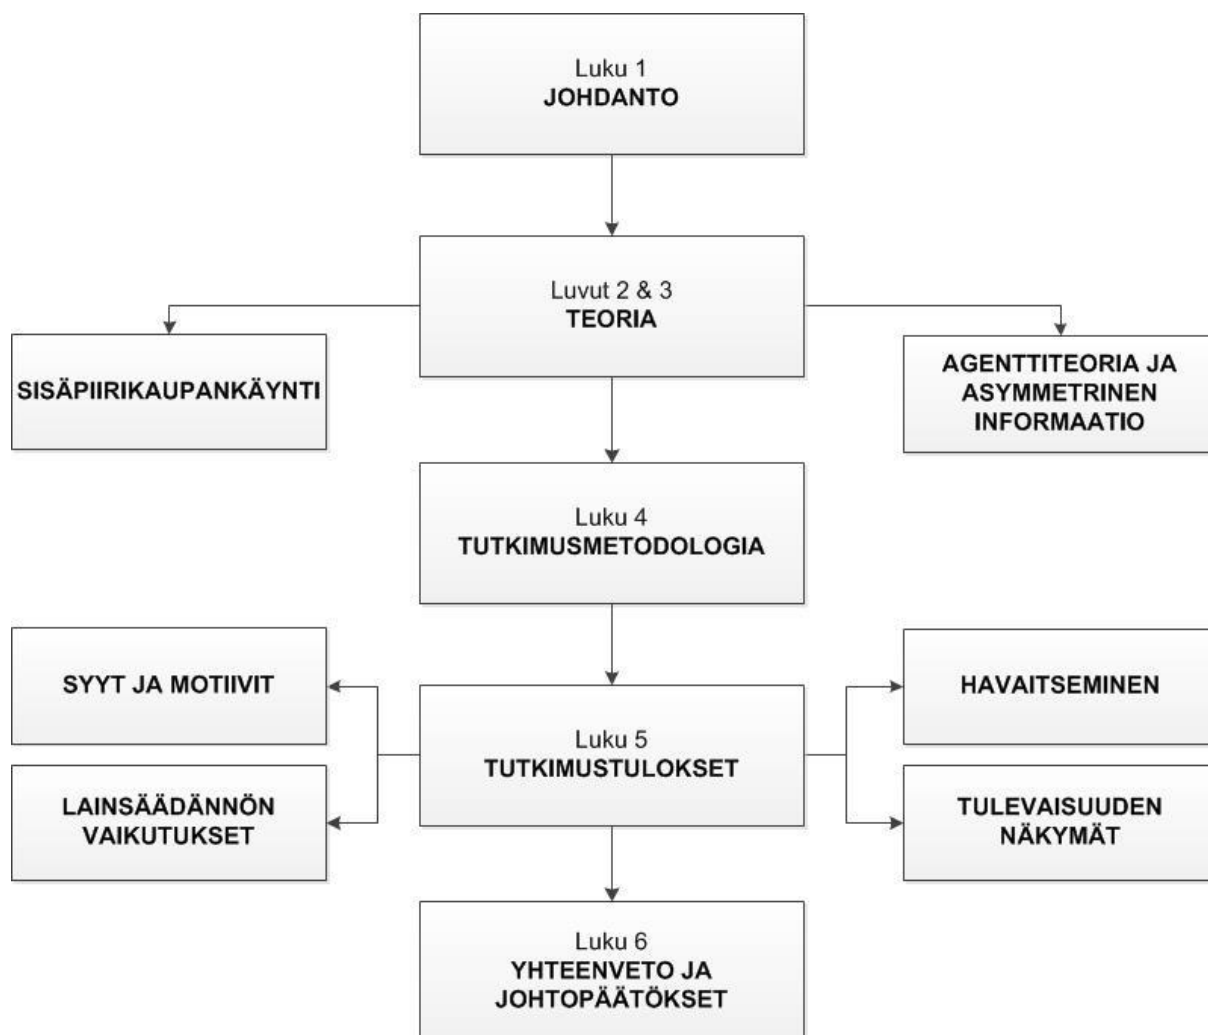 Luku 1
JOHDANTO
Luvut 2 & 3
TEORIA
SISÄPIIRIKAUPANKÄYNTI
AGENTTITEORIA JA
ASYMMETRINEN
INFORMAATIO
Luku 4
TUTKIMUSMETODOLOGIA
SYYT JA MOTIIVIT
HAVAITSEMINEN
Luku 5
TUTKIMUSTULOKSET
LAINSÄÄDÄNNÖN
VAIKUTUKSET
TULEVAISUUDEN
NÄKYMÄT
Luku 6
YHTEENVETO JA
JOHTOPÄÄTÖKSET